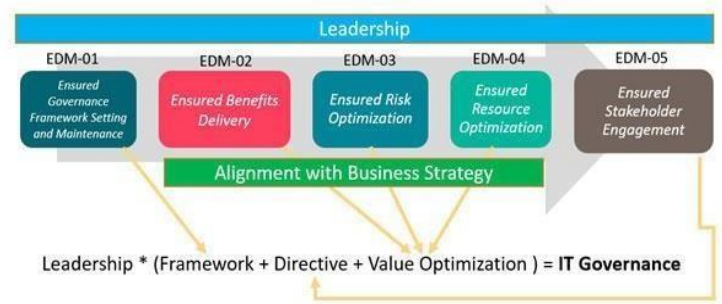 Leadership
EDM-01
EDM-02
EDM-03
EDM-04
EDM-05
Ensured
Governance
Framework Setting
and Maintenance
Ensured Benefits
Delivery
Ensured Risk
Optimization
Ensured
Resource
Optimization
Ensured
Stakeholder
Engagement
Alignment with Business Strategy
Leadership * (Framework + Directive + Value Optimization ) = IT Governance